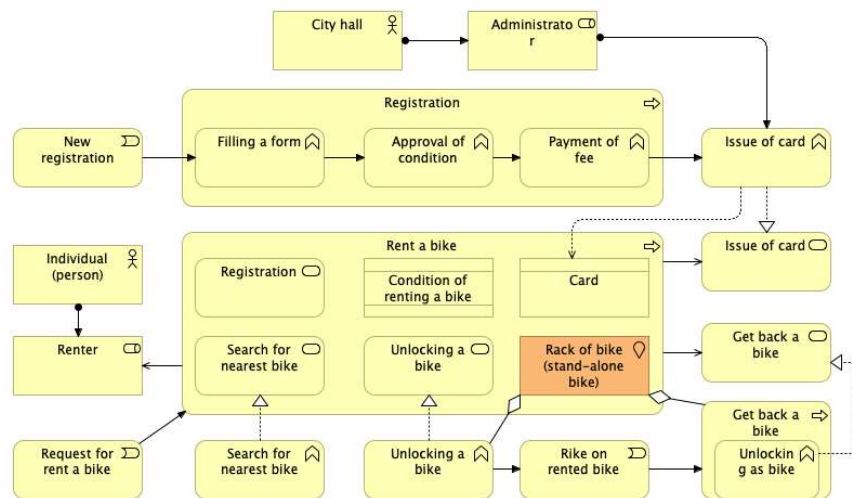 City hall
Administrato
r
Registration
New
registration
Filling a form
Approval of
condition
Payment of
fee
Issue of card
Individual
(person)
Rent a bike
Registration
Condition of
renting a bike
Card
Issue of card
Renter
Search for
nearest bike
Unlocking a
bike
Rack of bike
(stand-alone
bike)
Get back a
bike
Request for
rent a bike
Search for
nearest bike
Unlocking a
bike
Rike on
rented bike
Get back a
bike
Unlockin
g as bike